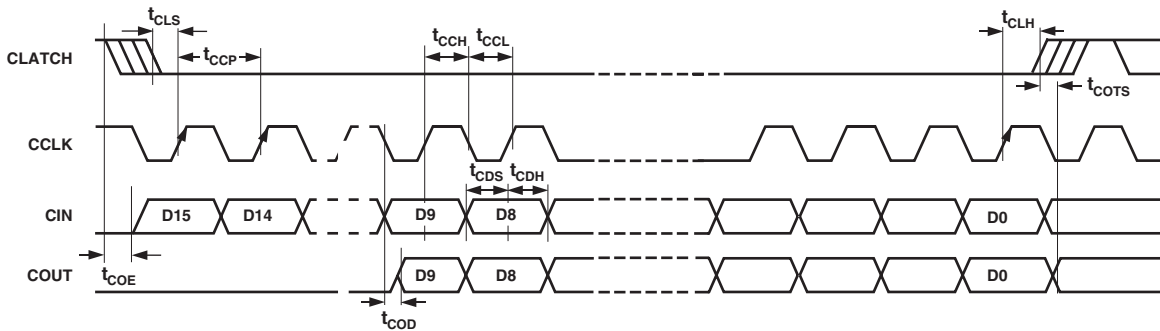 tCLS
tCCP
tCCH
tCCL
tCLH
CLATCH
tCOTS
CCLK
tCDS
tCDH
CIN
D15
D14
D9
D8
D0
tCOE
COUT
D9
D8
D0
tCOD